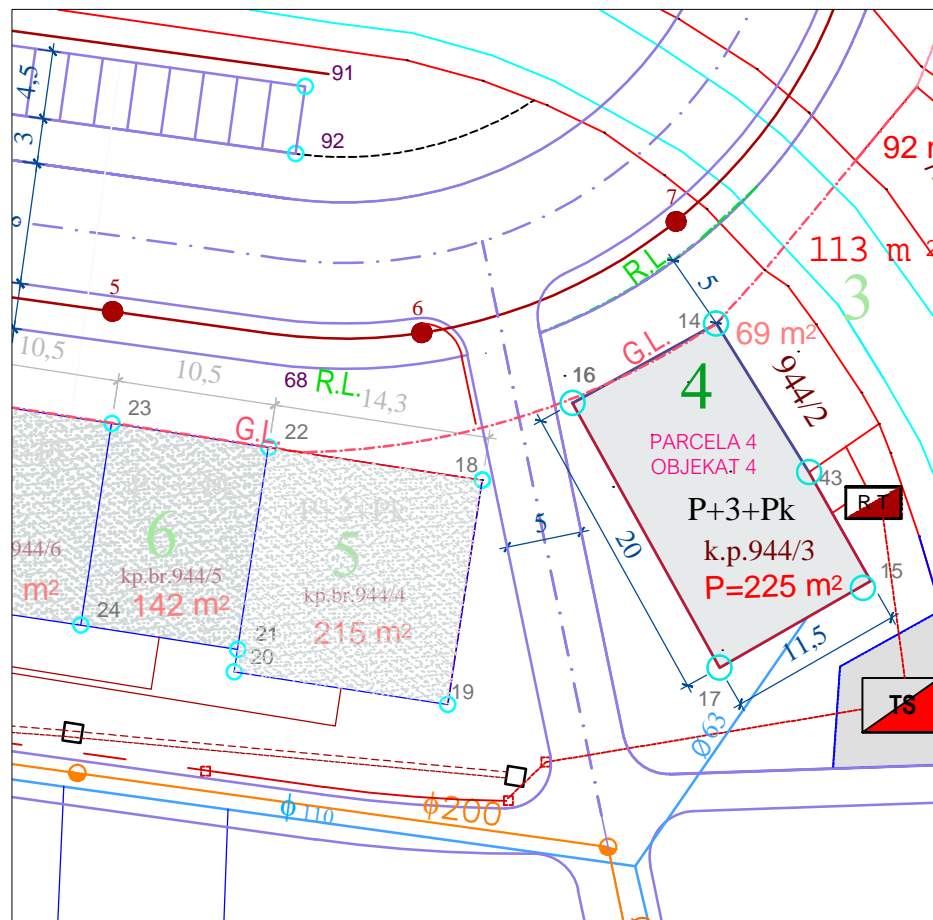 91
4,5
92
3
92 m
7
113 m 2
R.L.
3
5
5
6
14
69 m²
G.L.
10,5
10,5
68
R.L.
14,3
16
4
944/2
23
G.L.
22
PARCELA 4
OBJEKAT 4
18
43
R T
P+3+Pk
5
20
k.p.944/3
944/6
6
5
kp.br.944/5
kp.br.944/4
P=225 m²
15
m²
142 m²
215 m²
24
21
20
11,5
17
19
TS
Ø63
ϕ110
ϕ200